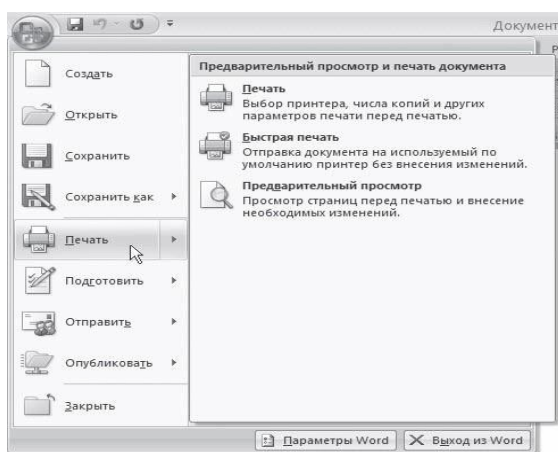 Документ
Создать
Открыть
Сохранить
Сохранить как
Печать
Подготовить
Отправить
Опубликовать
Закрыть
Предварительный просмотр и печать документа
Печать
Выбор принтера, числа копий и других
параметров печати перед печатью.
Быстрая печать
Отправка документа на используемый по
умолчанию принтер без внесения изменений.
Предварительный просмотр
Просмотр страниц перед печатью и внесение
необходимых изменений.
Параметры Word
Выход из Word